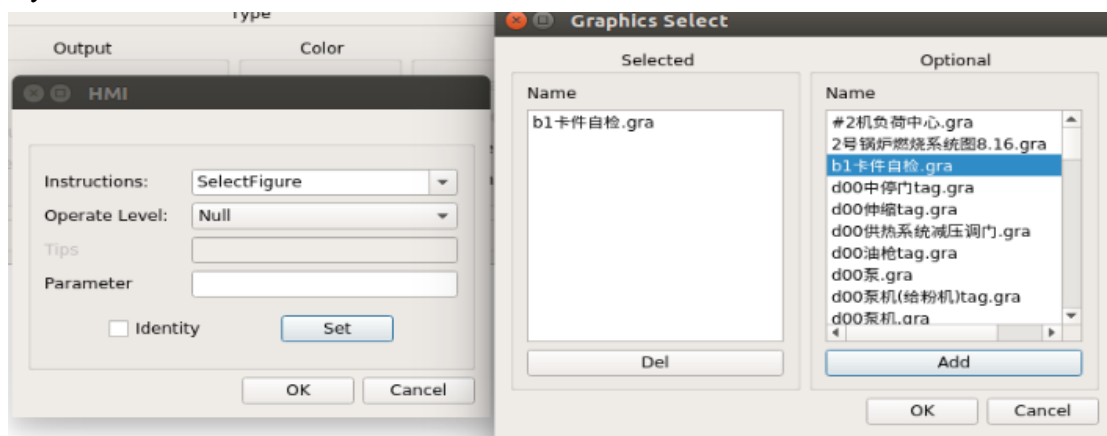 Type
Output
Color
HMI
Instructions:
SelectFigure
Operate Level:
Null
Tips
Parameter
Identity
Set
OK
Cancel
Graphics Select
Selected
Optional
Name
b1卡件自检.gra
Del
Name
#2机负荷中心.gra
2号锅炉燃烧系统图8.16.gra
b1卡件自检.gra
d00中停门tag.gra
d00伸缩tag.gra
d00供热系统减压调门.gra
d00油枪tag.gra
d00泵.gra
d00泵机(给粉机)tag.gra
d00泵机.gra
Add
OK
Cancel